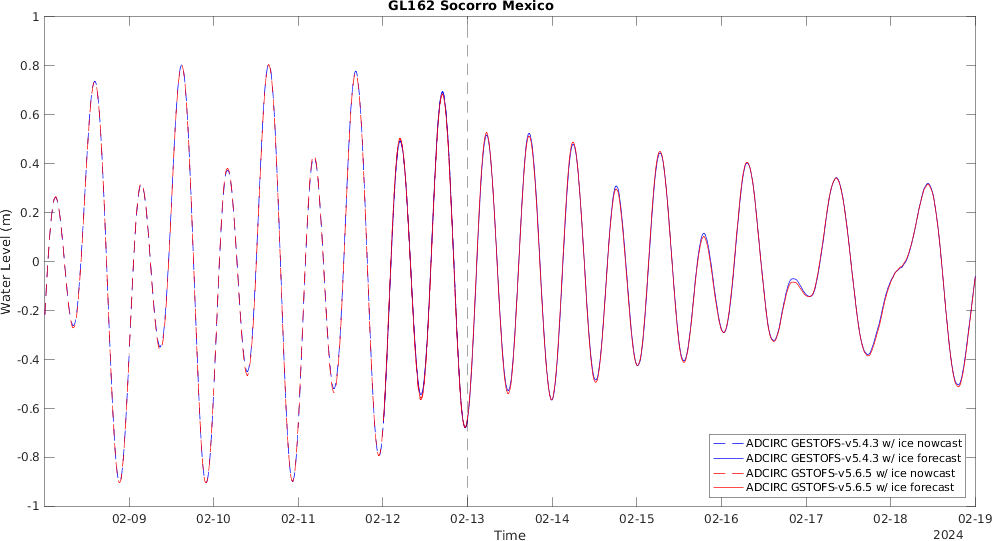 GL162 Socorro Mexico
1
0.8
0.6
0.4
0.2
0
-0.2
-0.4
-0.6
-0.8
-1
Water Level (m)
ADCIRC GESTOFS-v5.4.3 w/ ice nowcast
ADCIRC GESTOFS-v5.4.3 w/ ice forecast
ADCIRC GSTOFS-v5.6.5 w/ ice nowcast
ADCIRC GSTOFS-v5.6.5 w/ ice forecast
02-09 02-10 02-11 02-12 02-13 02-14 02-15 02-16 02-17 02-18 02-19
Time
2024